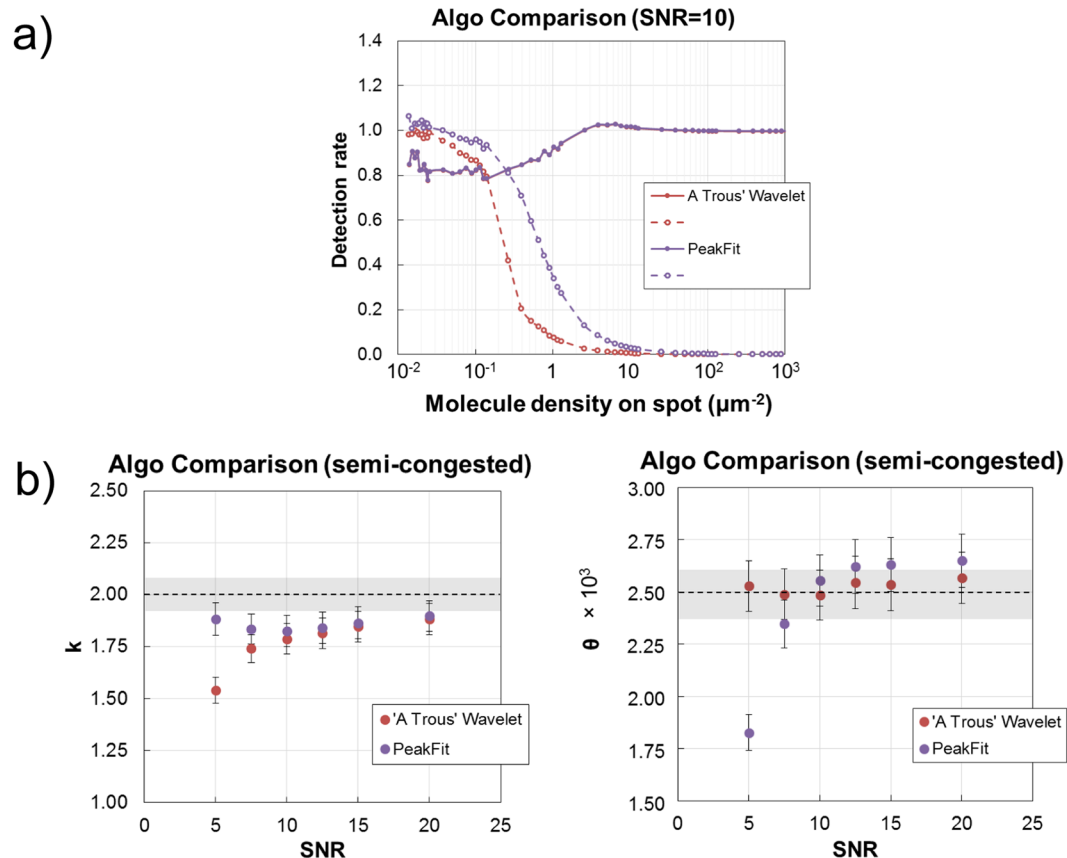 a)
Algo Comparison (SNR=10)
1.4
1.2
1.0
0.8
0.6
0.4
0.2
0.0
Detection rate
A Trous' Wavelet
PeakFit
10-2 10-1 1 10 10² 10³
Molecule density on spot (µm-2)
b)
Algo Comparison (semi-congested)
2.50
2.25
2.00
1.75
1.50
1.25
1.00
k
'A Trous' Wavelet
PeakFit
0 5 10 15 20 25
SNR
Algo Comparison (semi-congested)
3.00
2.75
2.50
2.25
2.00
1.75
1.50
θ × 10³
'A Trous' Wavelet
PeakFit
0 5 10 15 20 25
SNR